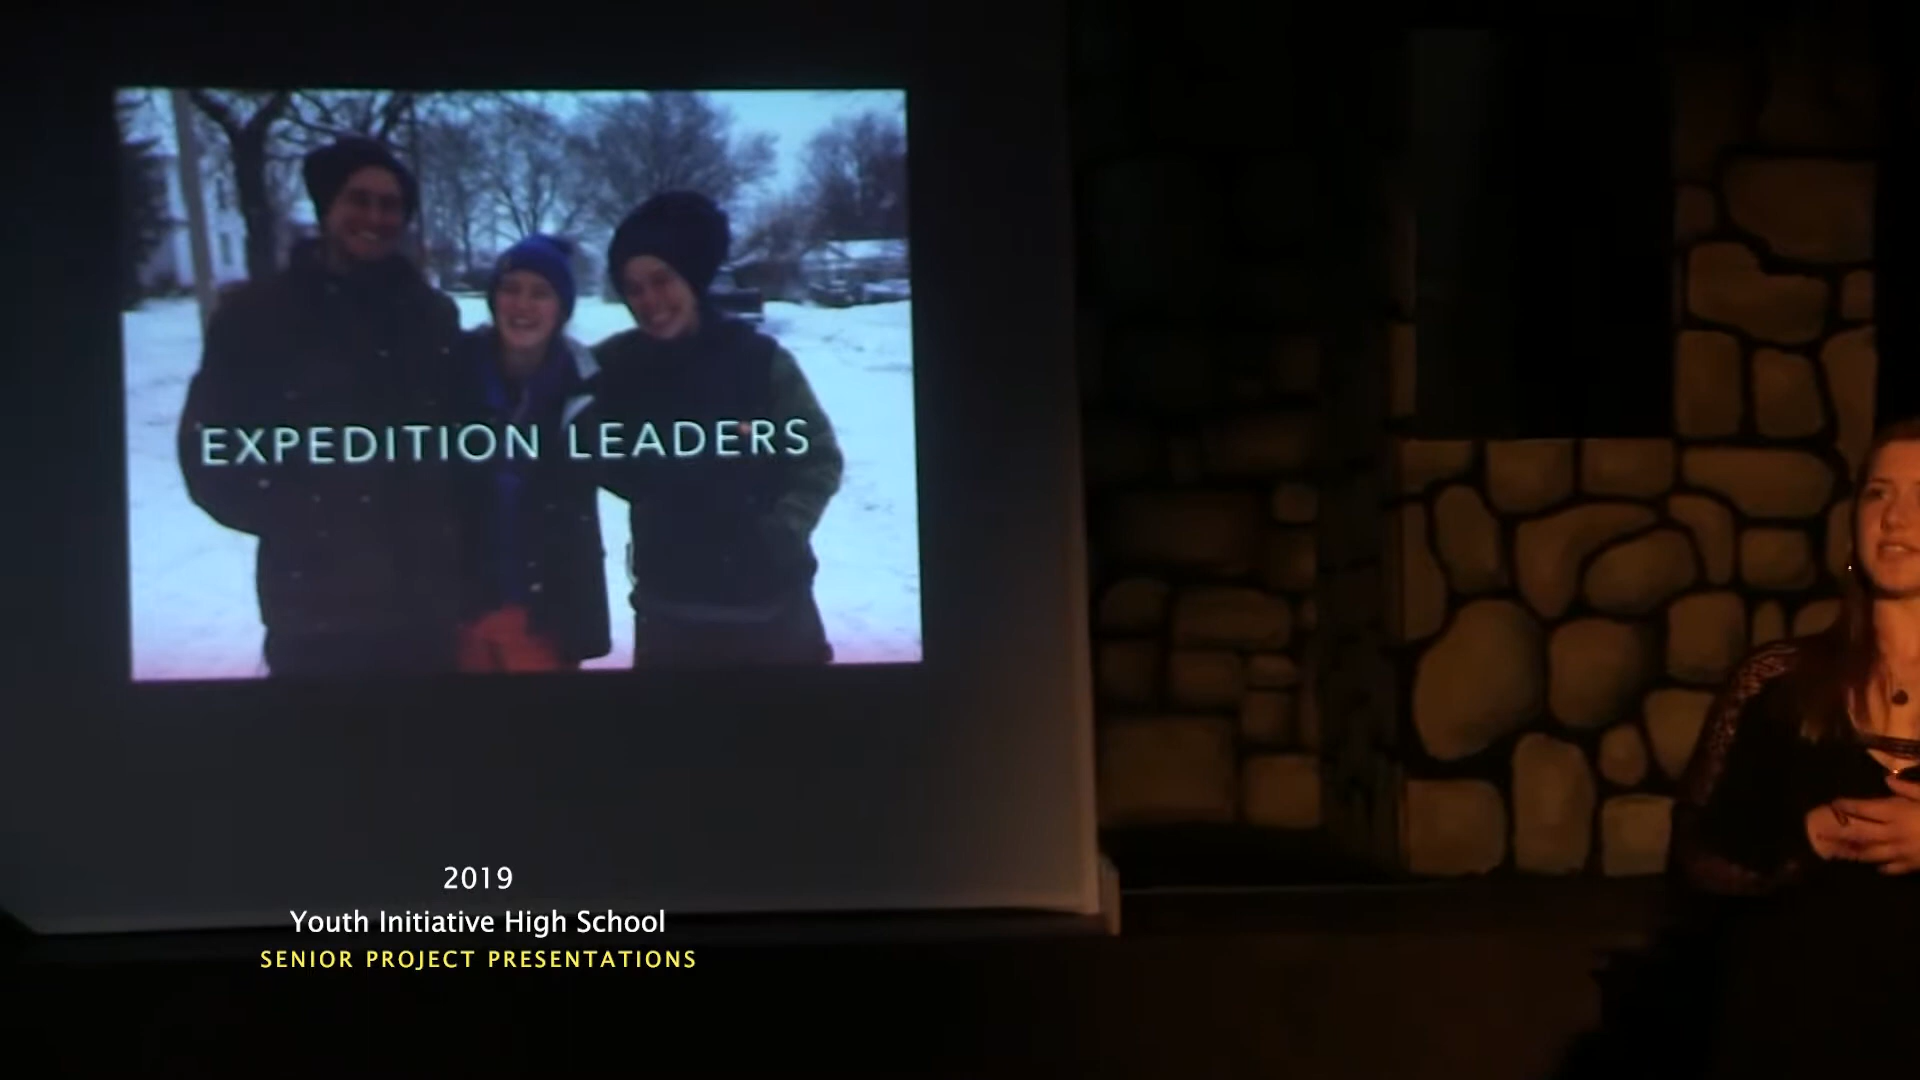 EXPEDITION LEADERS
2019
Youth Initiative High School
SENIOR PROJECT PRESENTATIONS